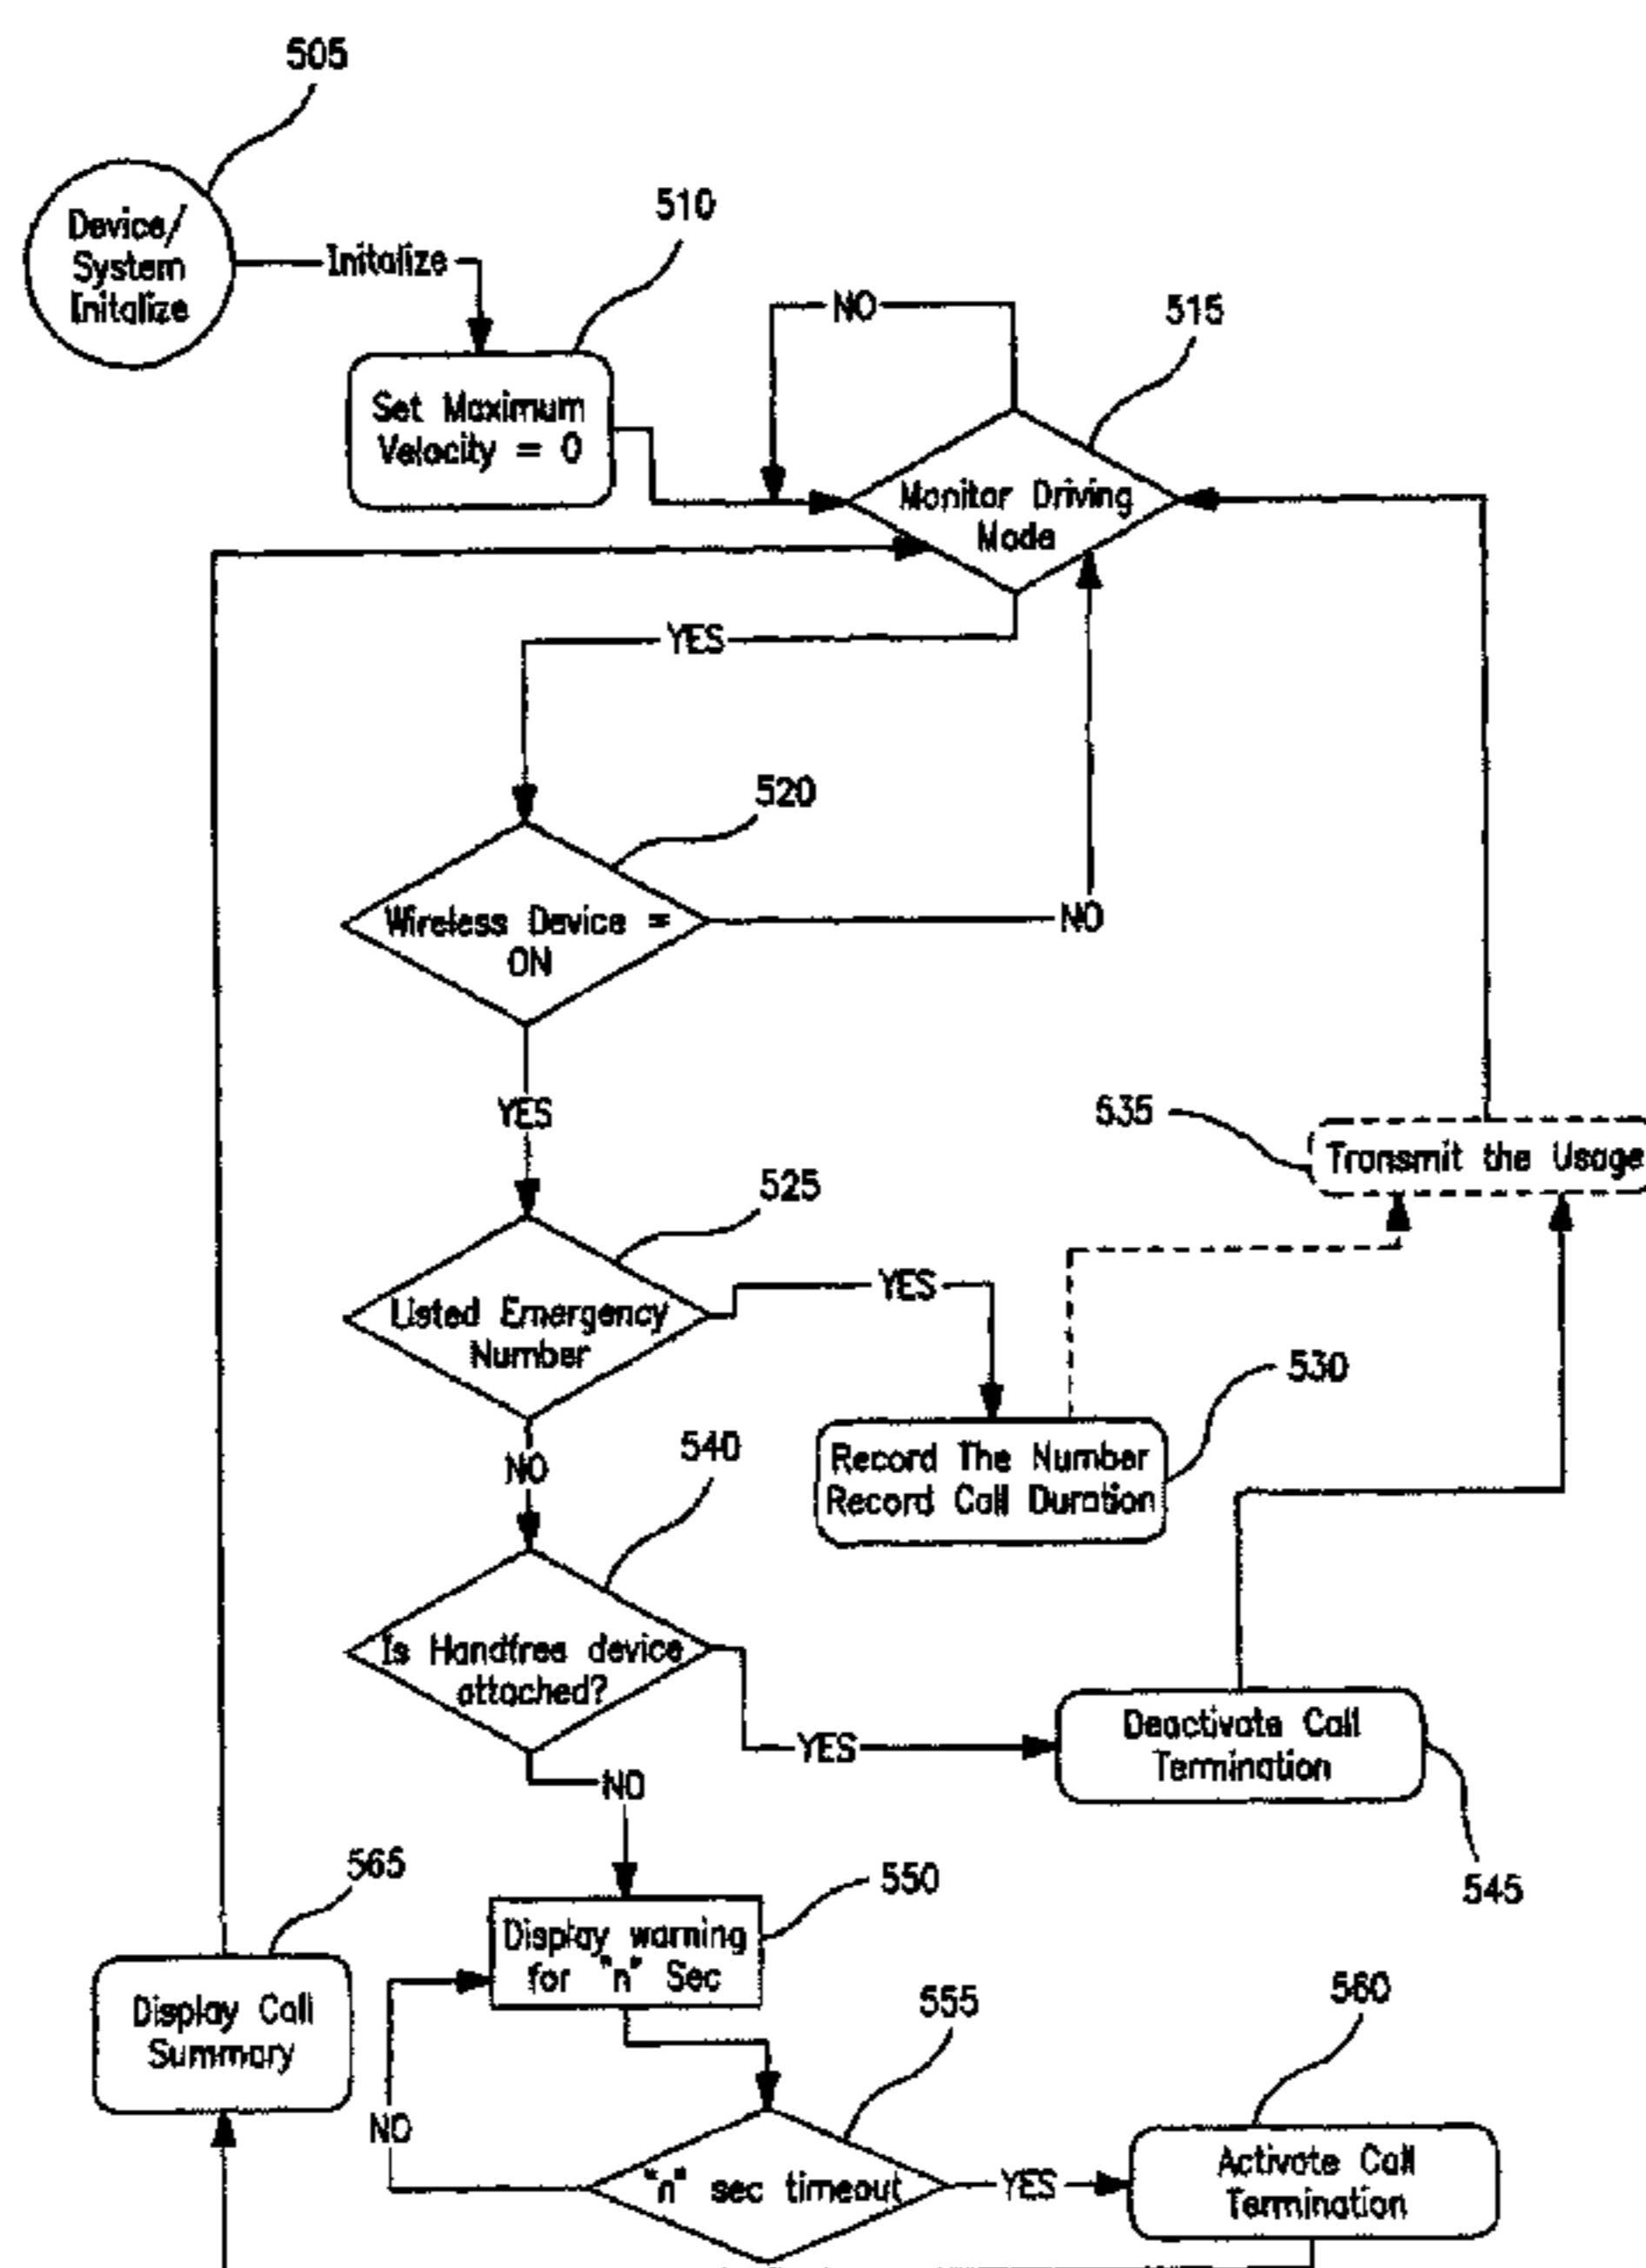 505
Device/
System
Initalize
Initalize
510
Set Maximum
Velocity = 0
NO
515
Monitor Driving
Mode
YES
520
Wireless Device =
ON
NO
YES
525
Listed Emergency
Number
YES
530
Record The Number
Record Call Duration
535
Transmit the Usage
NO
540
Is Handfree device
attached?
YES
Deactivate Call
Termination
545
NO
550
Display warning
for "n" Sec
565
Display Call
Summary
NO
555
"n" sec timeout
YES
560
Activate Call
Termination